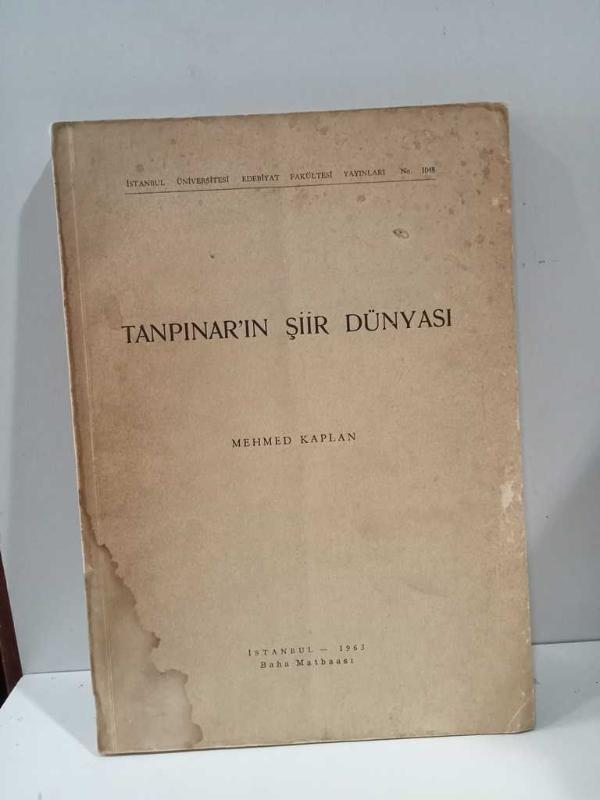 İSTANBUL ÜNİVERSİTESİ EDEBİYAT FAKÜLTESİ YAYINLARI No. 1048
TANPINAR'IN ŞİİR DÜNYASI
MEHMED KAPLAN
İSTANBUL — 1963
Baha Matbaası